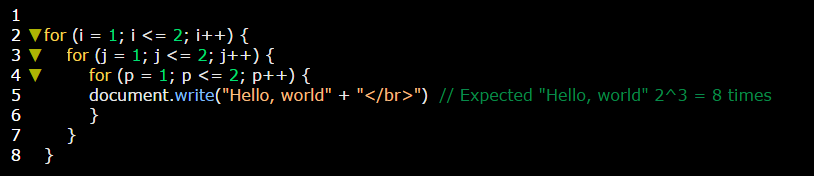 1
2 ▼for (i = 1; i <= 2; i++) {
3 ▼   for (j = 1; j <= 2; j++) {
4 ▼      for (p = 1; p <= 2; p++) {
5        document.write("Hello, world" + "</br>")  // Expected "Hello, world" 2^3 = 8 times
6        }
7     }
8  }